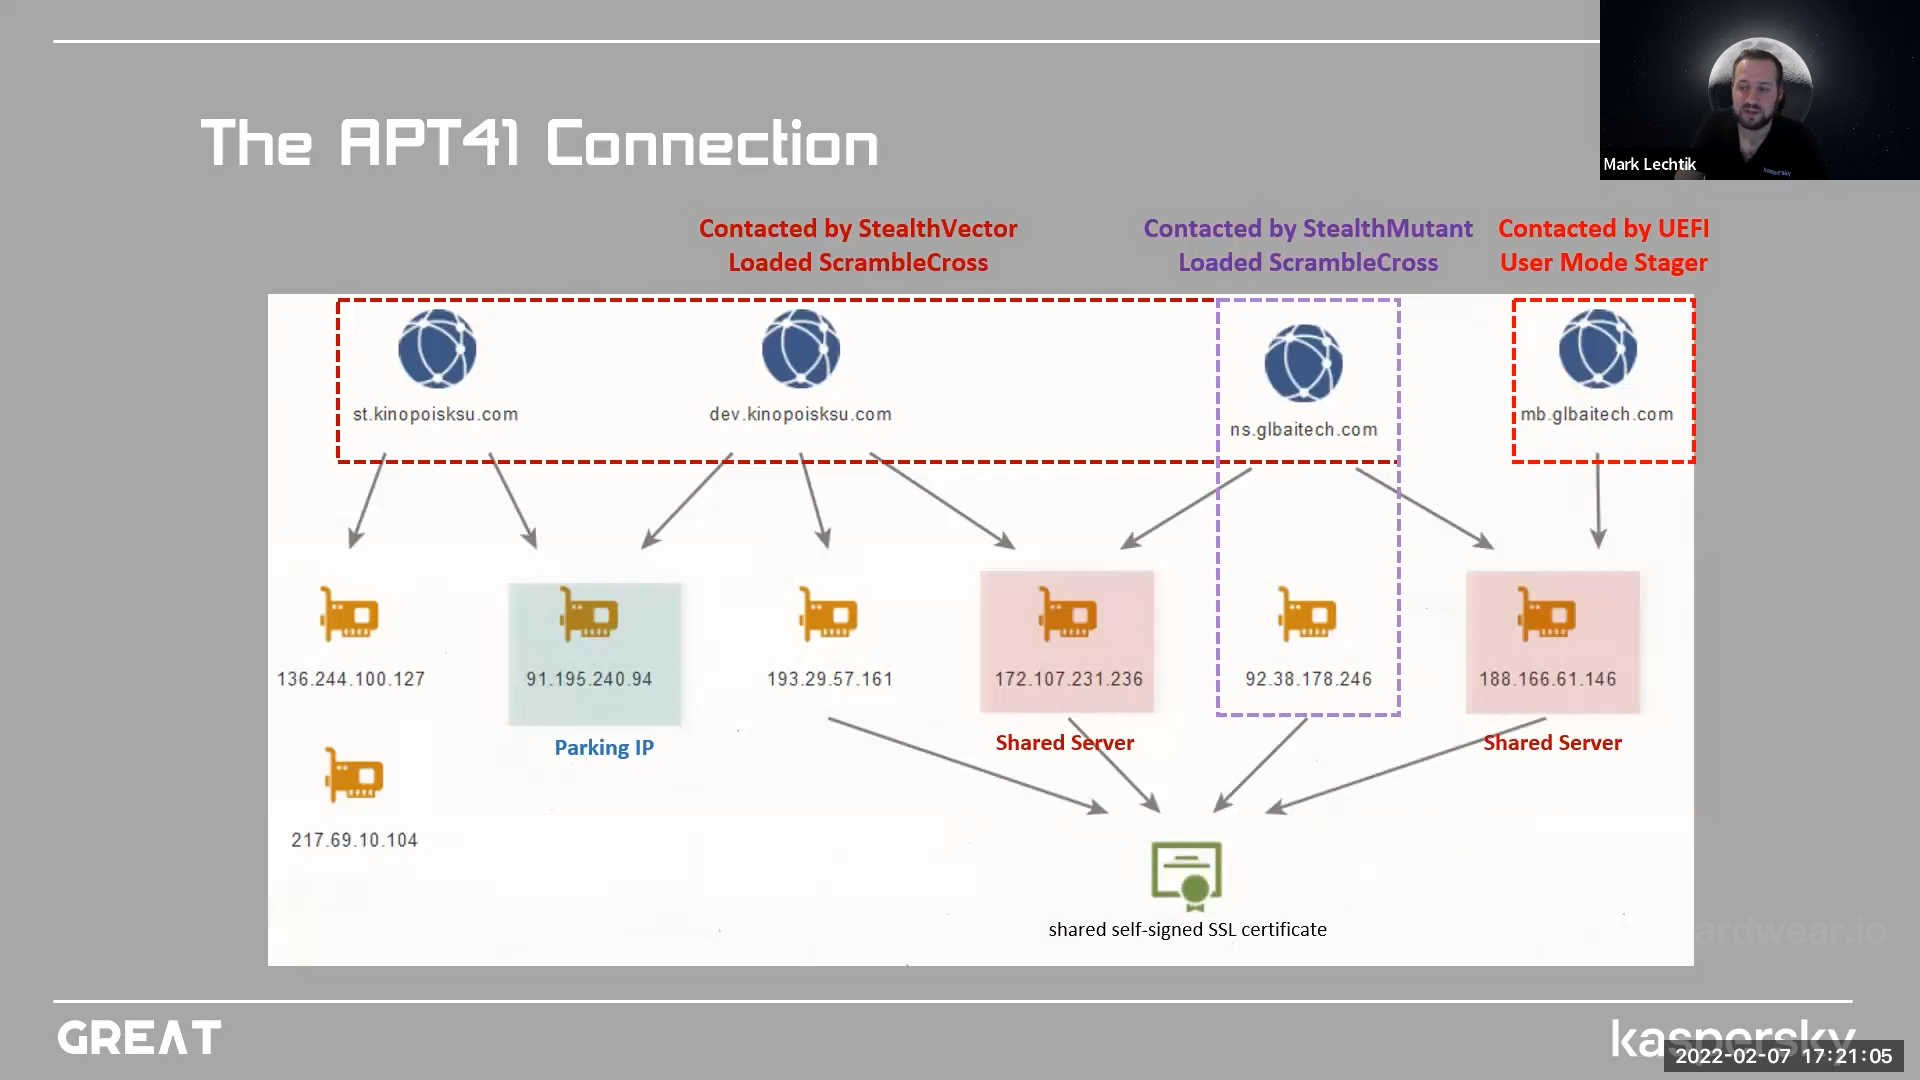 The APT41 Connection
Mark Lechtik
kaspersky
Contacted by StealthVector
Loaded ScrambleCross
Contacted by StealthMutant
Loaded ScrambleCross
Contacted by UEFI
User Mode Stager
st.kinopoisksu.com
dev.kinopoisksu.com
ns.glbaitech.com
mb.glbaitech.com
136.244.100.127
91.195.240.94
193.29.57.161
172.107.231.236
92.38.178.246
188.166.61.146
Parking IP
Shared Server
Shared Server
217.69.10.104
shared self-signed SSL certificate
ardwear.io
GREAT
kaspersky
2022-02-07 17:21:05